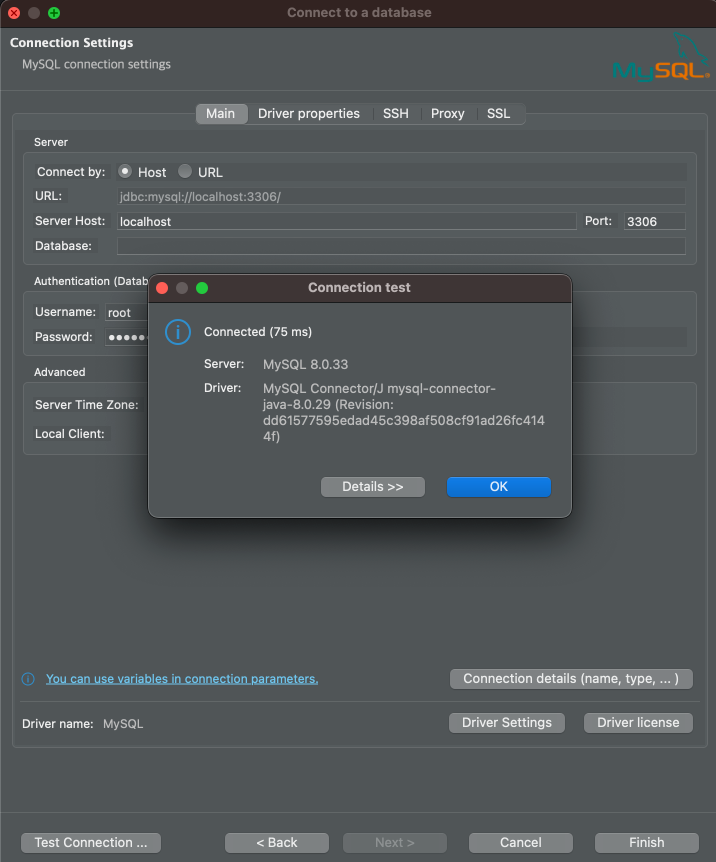 Connect to a database
Connection Settings
MySQL connection settings
MySQL
Main Driver properties SSH Proxy SSL
Server
Connect by: Host URL
URL: jdbc:mysql://localhost:3306/
Server Host: localhost Port: 3306
Database:
Authentication (Datab
Username: root
Password:
Advanced
Server Time Zone:
Local Client:
Connection test
Connected (75 ms)
Server: MySQL 8.0.33
Driver: MySQL Connector/J mysql-connector-
java-8.0.29 (Revision:
dd61577595edad45c398af508cf91ad26fc414
4f)
Details >> OK
You can use variables in connection parameters. Connection details (name, type, ... )
Driver name: MySQL Driver Settings Driver license
Test Connection ... < Back Next > Cancel Finish